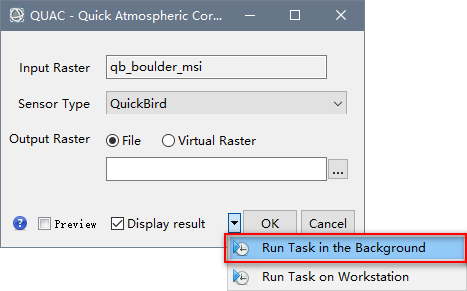 QUAC - Quick Atmospheric Cor...
Input Raster qb_boulder_msi
Sensor Type QuickBird
Output Raster File Virtual Raster
...
? Preview Display result OK Cancel
Run Task in the Background
Run Task on Workstation